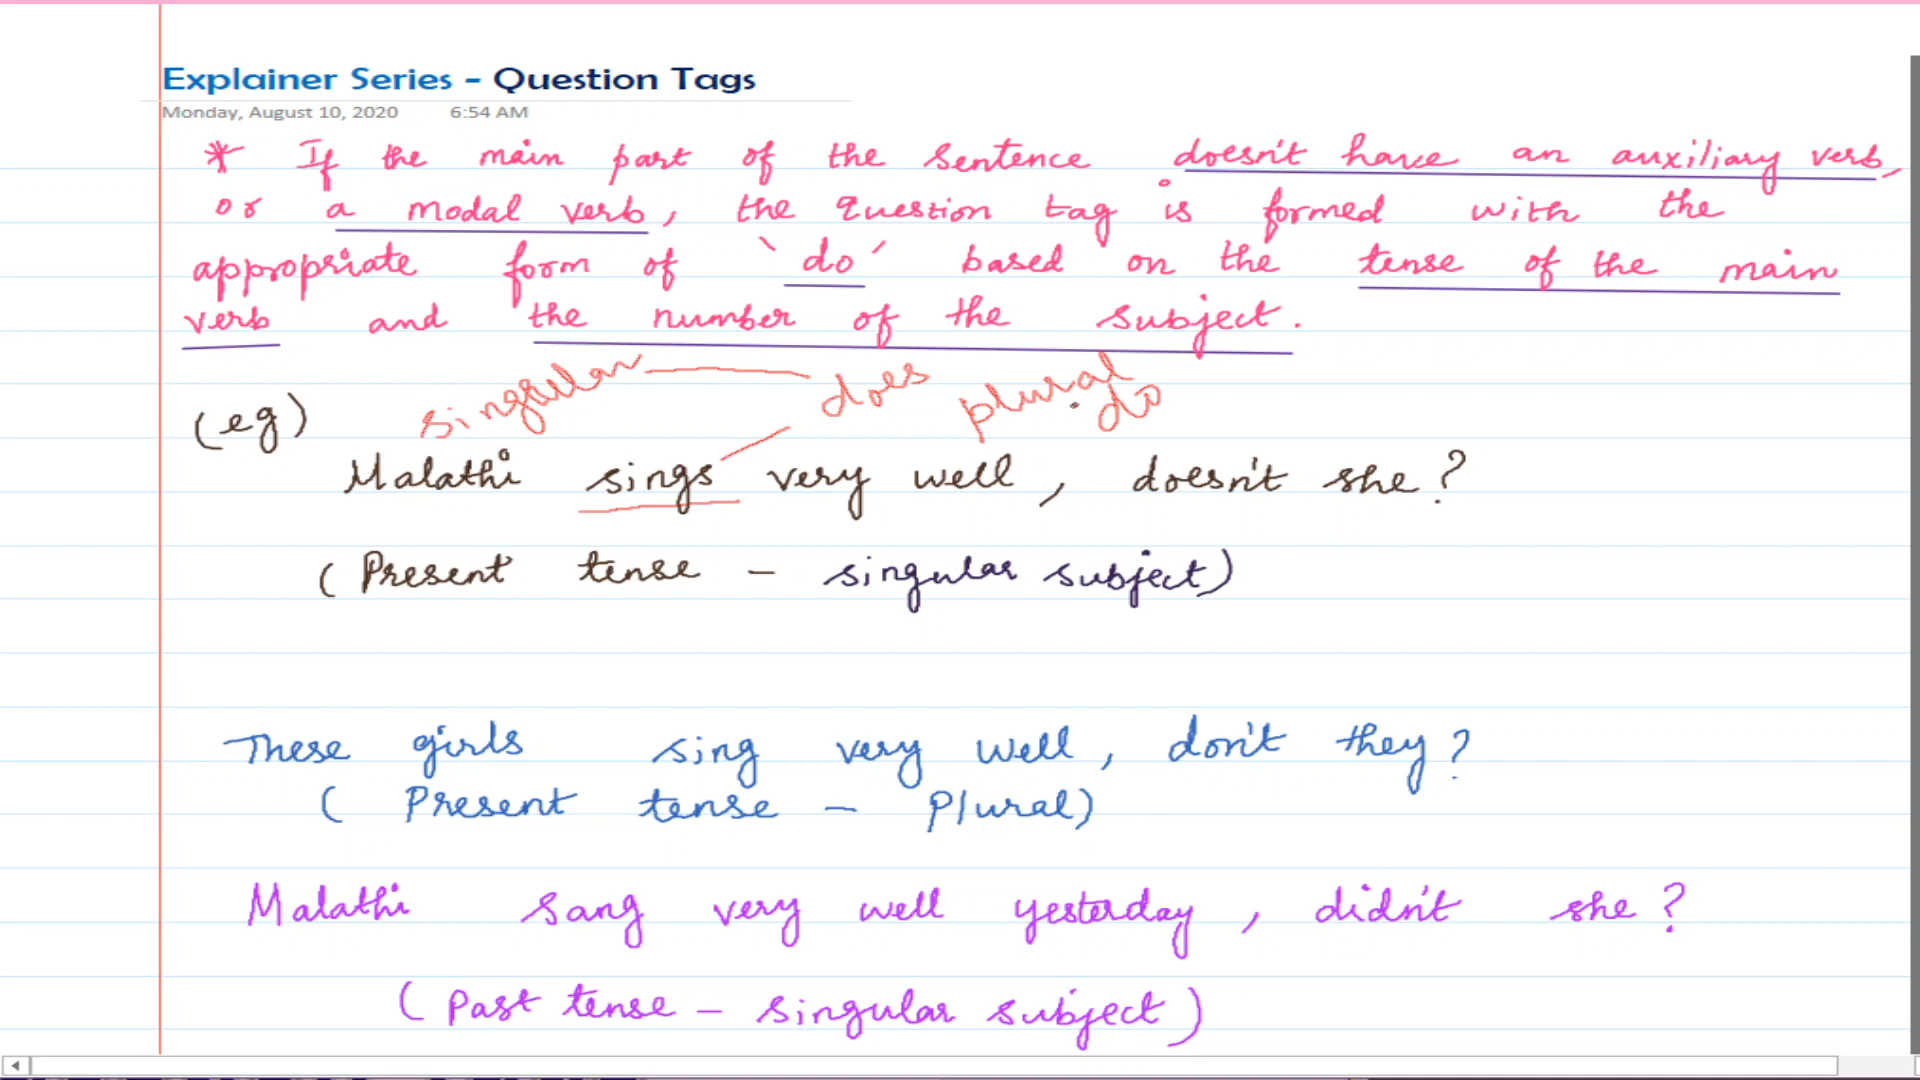 Explainer Series - Question Tags
Monday, August 10, 2020 6:54 AM
* If the main part of the sentence doesn't have an auxiliary verb,
or a modal verb, the question tag is formed with the
appropriate form of 'do' based on the tense of the main
verb and the number of the subject.
singular does plural do
(eg)
Malathi sings very well, doesn't she?
(Present tense - singular subject)
These girls sing very well, don't they?
(Present tense - Plural)
Malathi sang very well yesterday, didn't she?
(Past tense - singular subject)